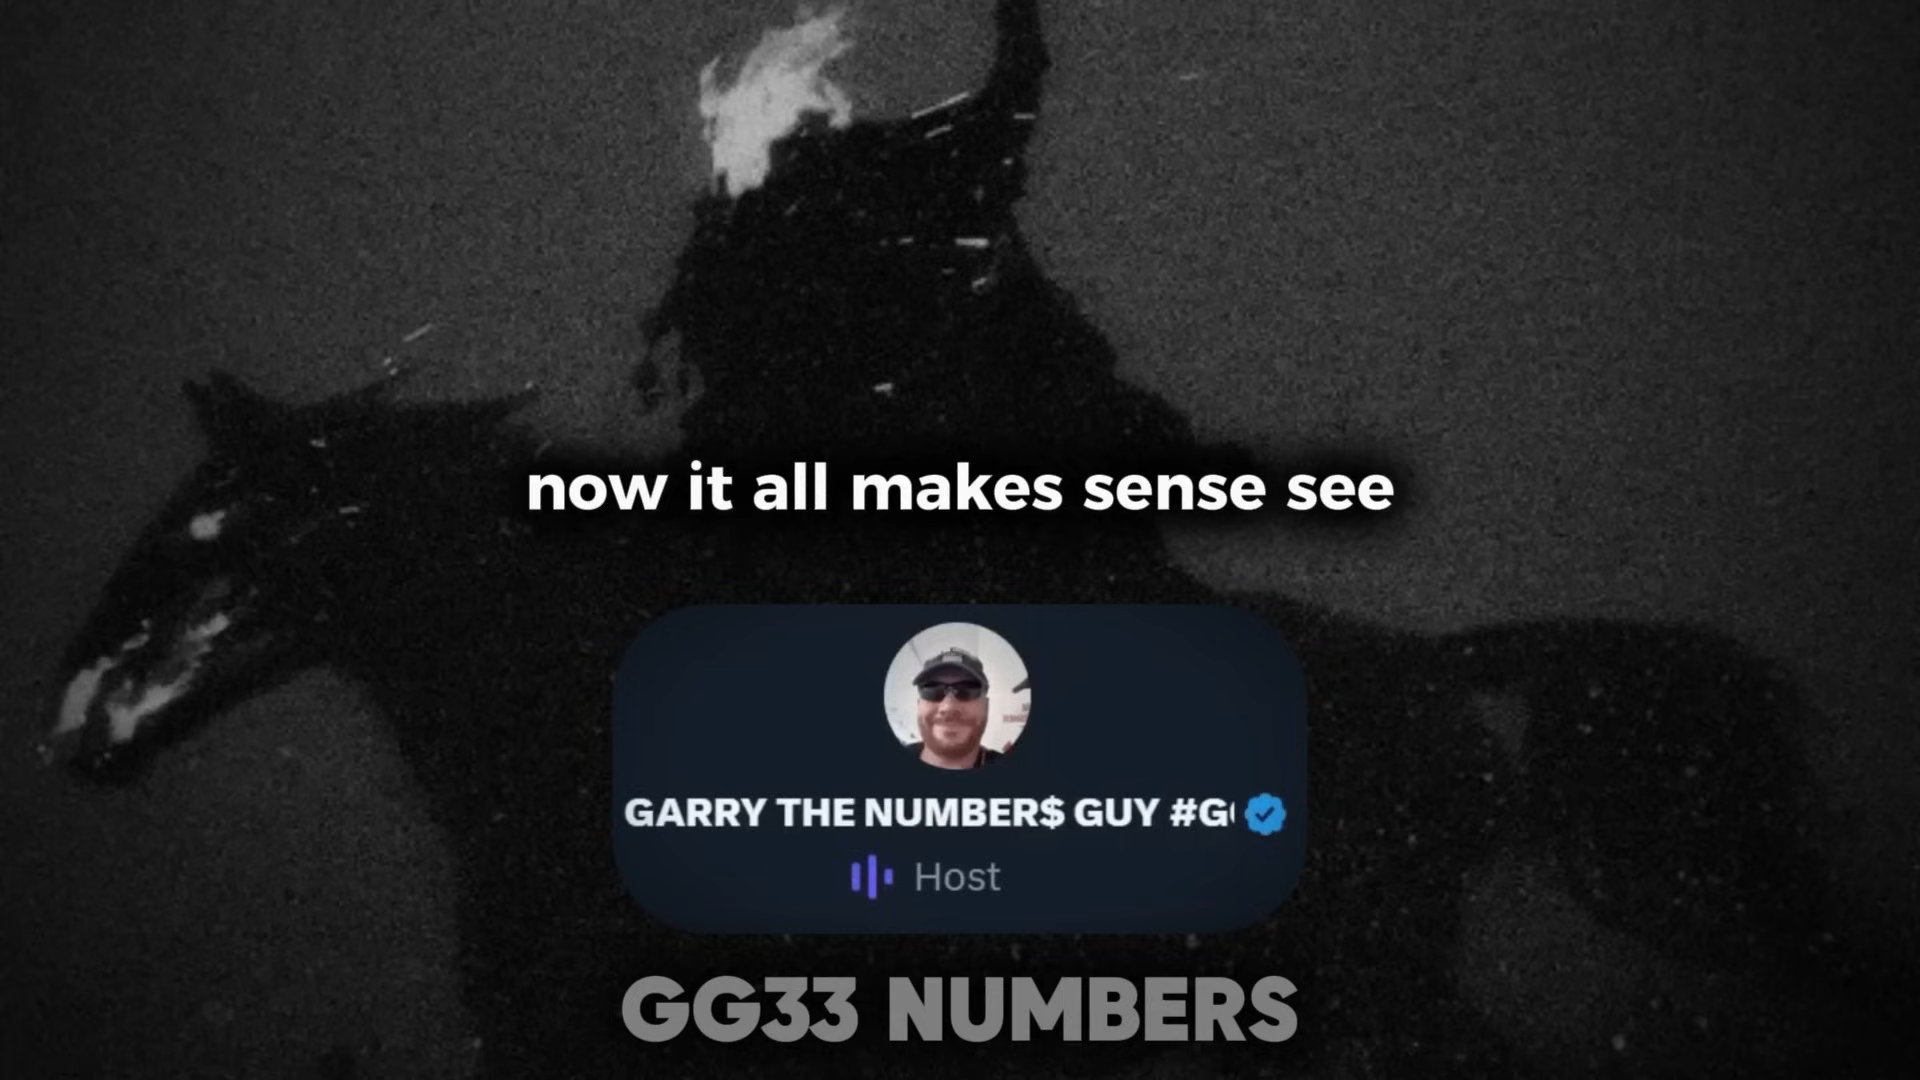 now it all makes sense see
GARRY THE NUMBER$ GUY #G
Host
GG33 NUMBERS